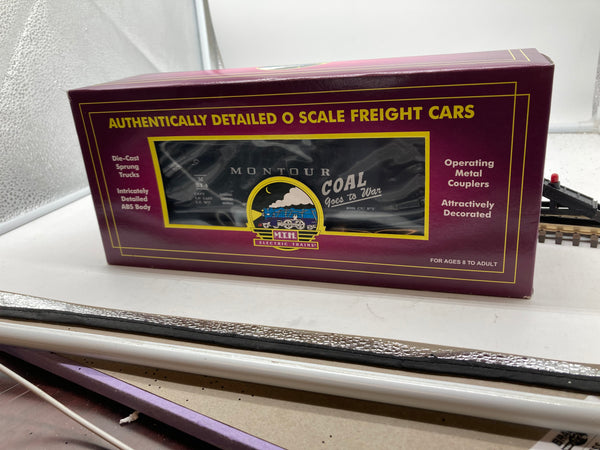 AUTHENTICALLY DETAILED O SCALE FREIGHT CARS
Die-Cast
Sprung
Trucks
Intricately
Detailed
ABS Body
MONTOUR
COAL
Goes to War
M.T.H.
ELECTRIC TRAINS
Operating
Metal
Couplers
Attractively
Decorated
FOR AGES 8 TO ADULT